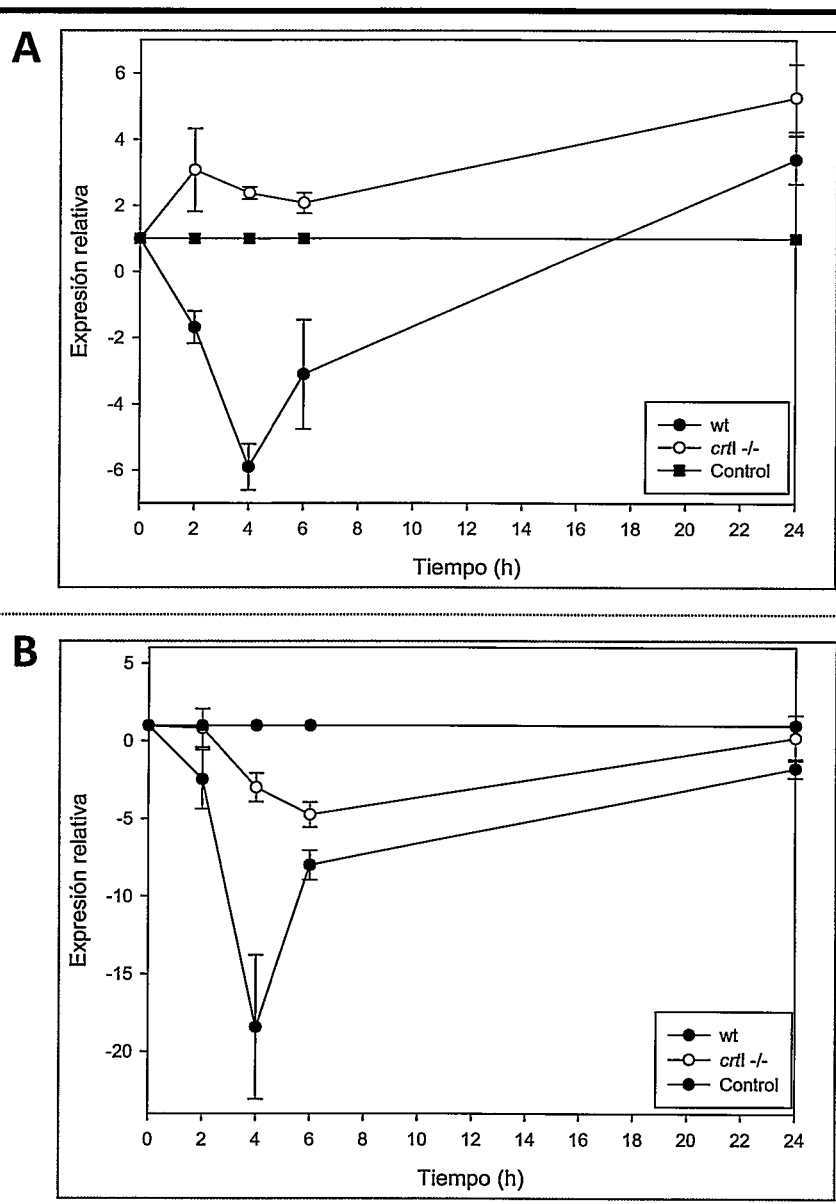 A
Expresión relativa
6
4
2
0
-2
-4
-6
wt
crtI -/-
Control
0 2 4 6 8 10 12 14 16 18 20 22 24
Tiempo (h)
B
Expresión relativa
5
0
-5
-10
-15
-20
wt
crtI -/-
Control
0 2 4 6 8 10 12 14 16 18 20 22 24
Tiempo (h)